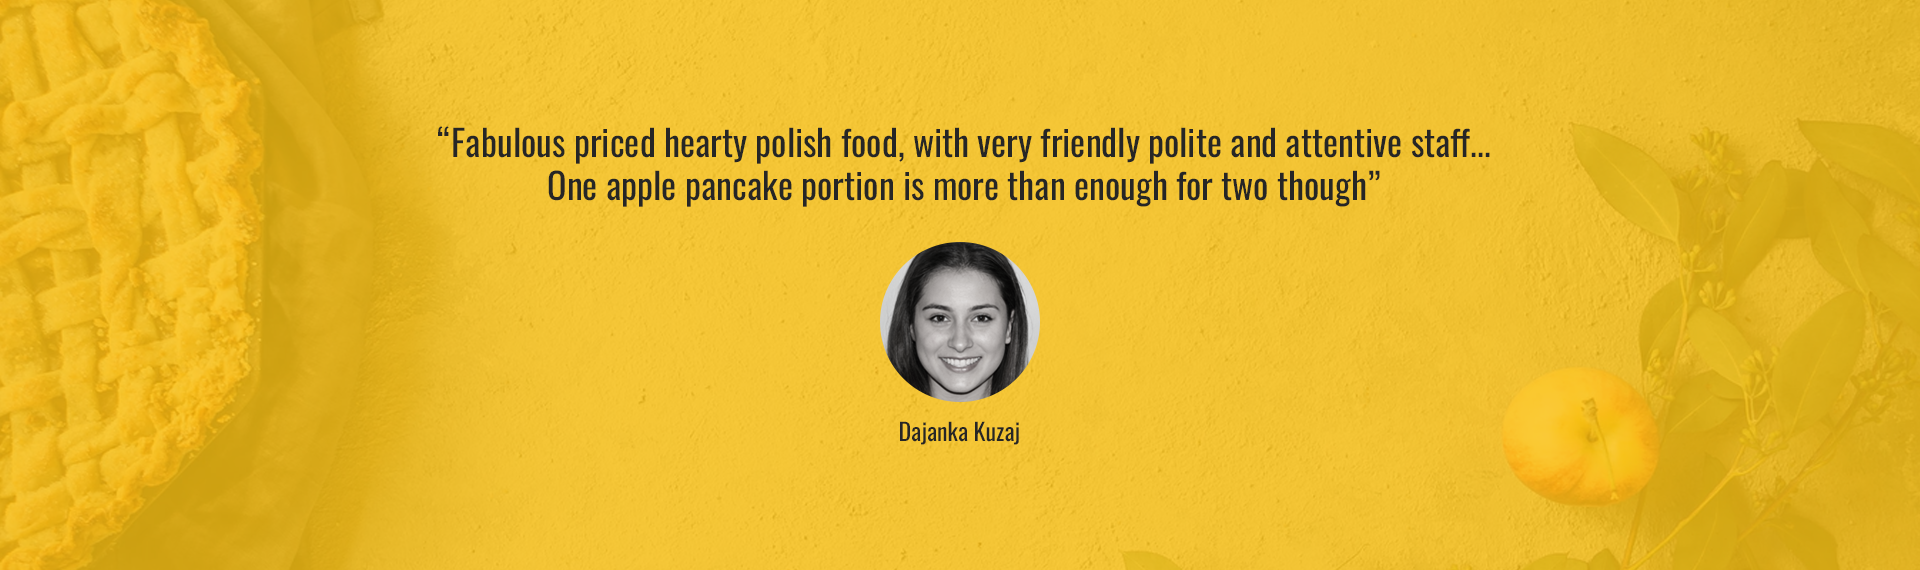 “Fabulous priced hearty polish food, with very friendly polite and attentive staff...
One apple pancake portion is more than enough for two though”
Dajanka Kuzaj